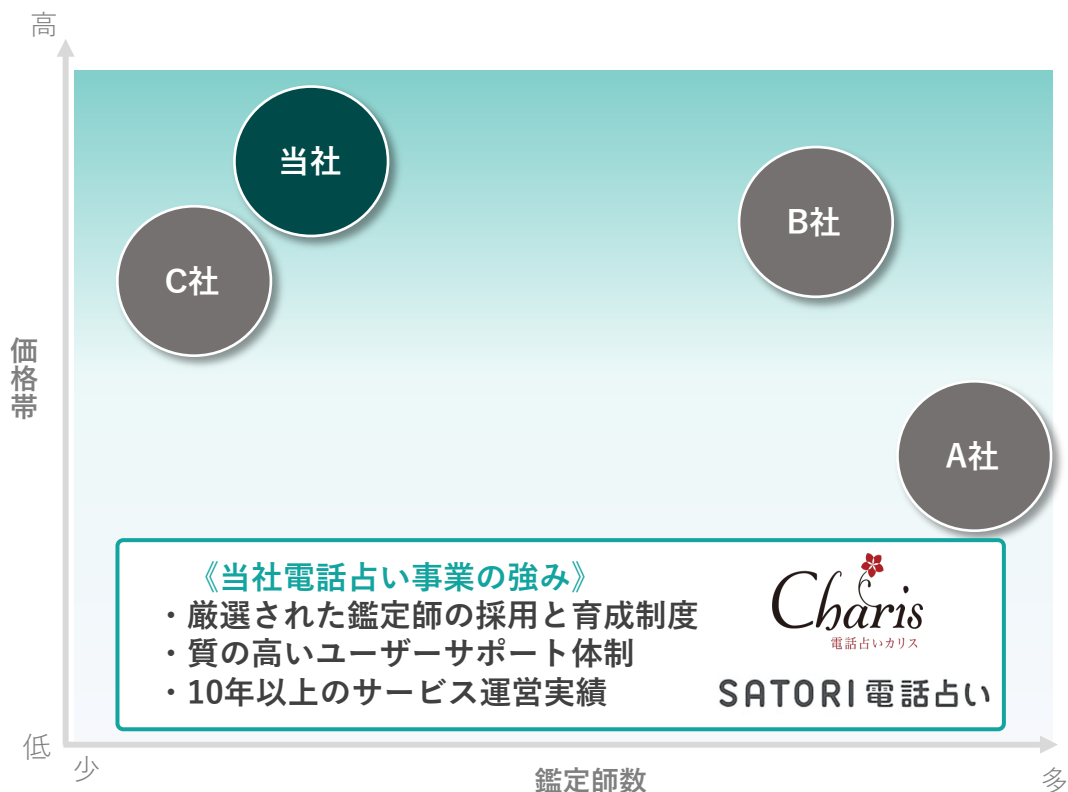 高
当社
B社
C社
価格帯
A社
《当社電話占い事業の強み》
・厳選された鑑定師の採用と育成制度
・質の高いユーザーサポート体制
・10年以上のサービス運営実績
Charis
電話占いカリス
SATORI電話占い
低
少
鑑定師数
多